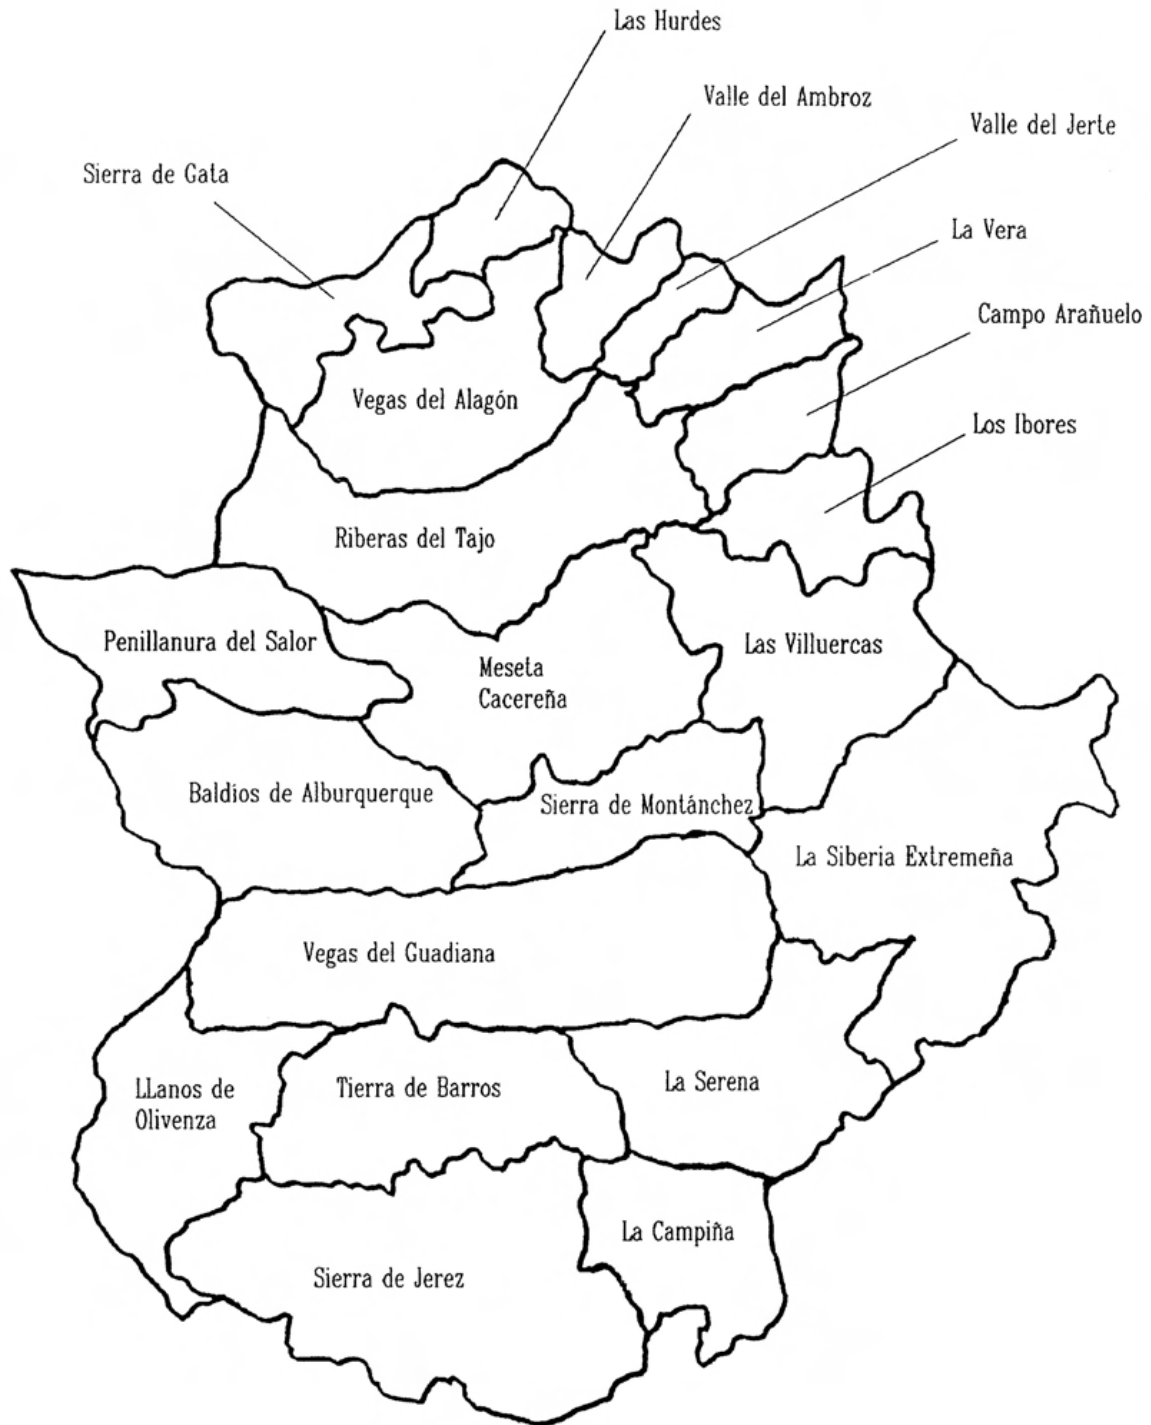 Las Hurdes
Valle del Ambroz
Valle del Jerte
Sierra de Gata
La Vera
Campo Arañuelo
Vegas del Alagón
Los Ibores
Riberas del Tajo
Penillanura del Salor
Las Villuercas
Meseta
Cacereña
Baldíos de Alburquerque
Sierra de Montánchez
La Siberia Extremeña
Vegas del Guadiana
LLanos de
Olivenza
Tierra de Barros
La Serena
La Campiña
Sierra de Jerez